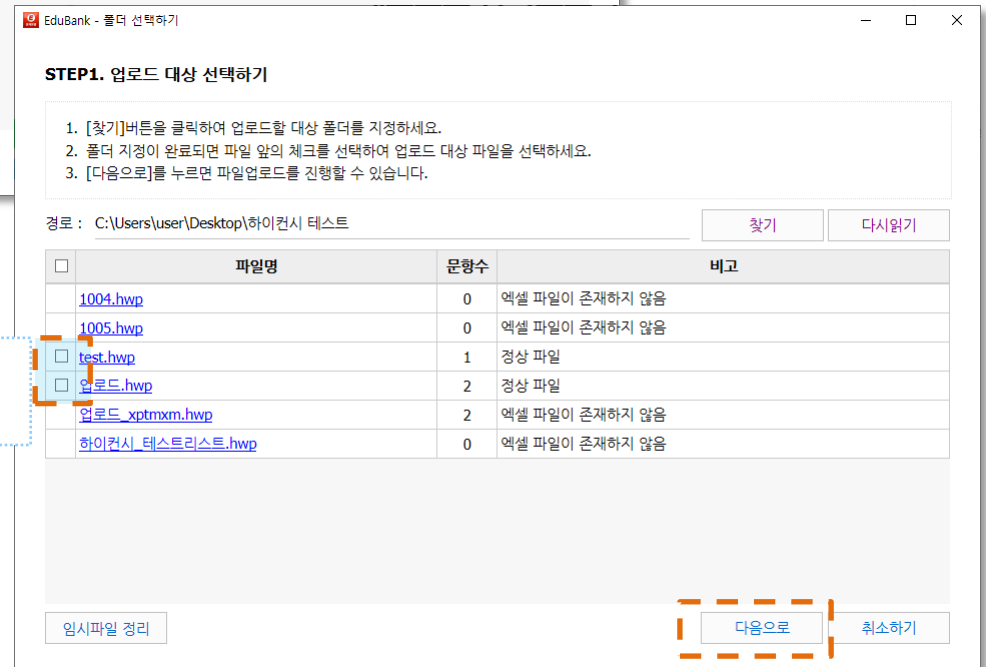 EduBank - 폴더 선택하기
STEP1. 업로드 대상 선택하기
1. [찾기]버튼을 클릭하여 업로드할 대상 폴더를 지정하세요.
2. 폴더 지정이 완료되면 파일 앞의 체크를 선택하여 업로드 대상 파일을 선택하세요.
3. [다음으로]를 누르면 파일업로드를 진행할 수 있습니다.
경로 : C:\Users\user\Desktop\하이컨시 테스트 찾기 다시읽기
파일명 문항수 비고
1004.hwp 0 엑셀 파일이 존재하지 않음
1005.hwp 0 엑셀 파일이 존재하지 않음
test.hwp 1 정상 파일
업로드.hwp 2 정상 파일
업로드_xptmxm.hwp 2 엑셀 파일이 존재하지 않음
하이컨시_테스트리스트.hwp 0 엑셀 파일이 존재하지 않음
임시파일 정리 다음으로 취소하기